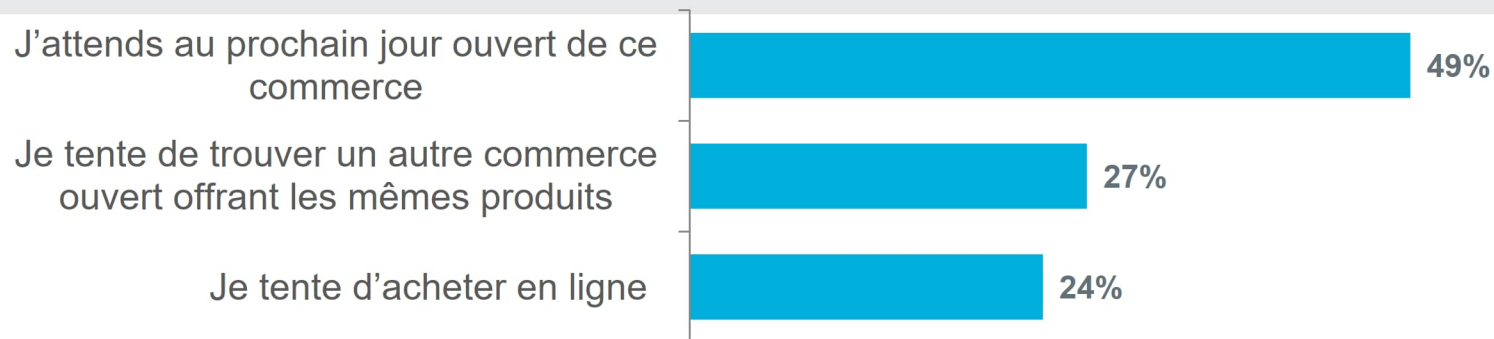 J’attends au prochain jour ouvert de ce
commerce
49%
Je tente de trouver un autre commerce
ouvert offrant les mêmes produits
27%
Je tente d’acheter en ligne
24%